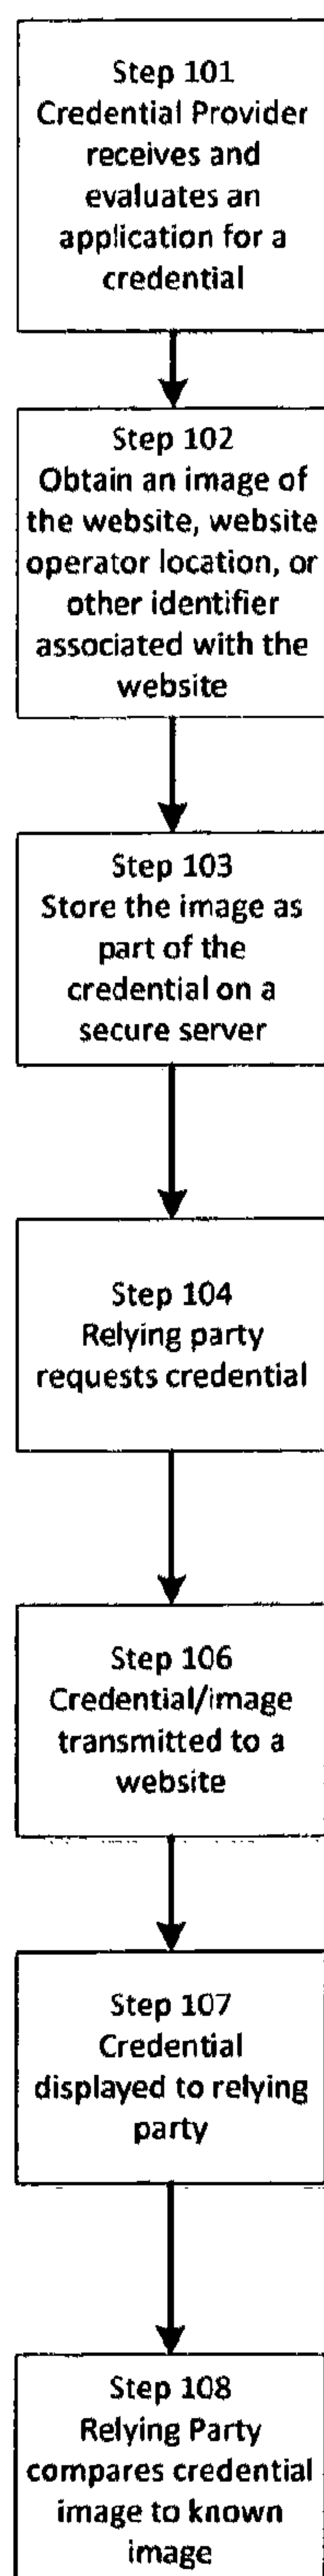 Step 101
Credential Provider
receives and
evaluates an
application for a
credential
Step 102
Obtain an image of
the website, website
operator location, or
other identifier
associated with the
website
Step 103
Store the image as
part of the
credential on a
secure server
Step 104
Relying party
requests credential
Step 106
Credential/image
transmitted to a
website
Step 107
Credential
displayed to relying
party
Step 108
Relying Party
compares credential
image to known
image